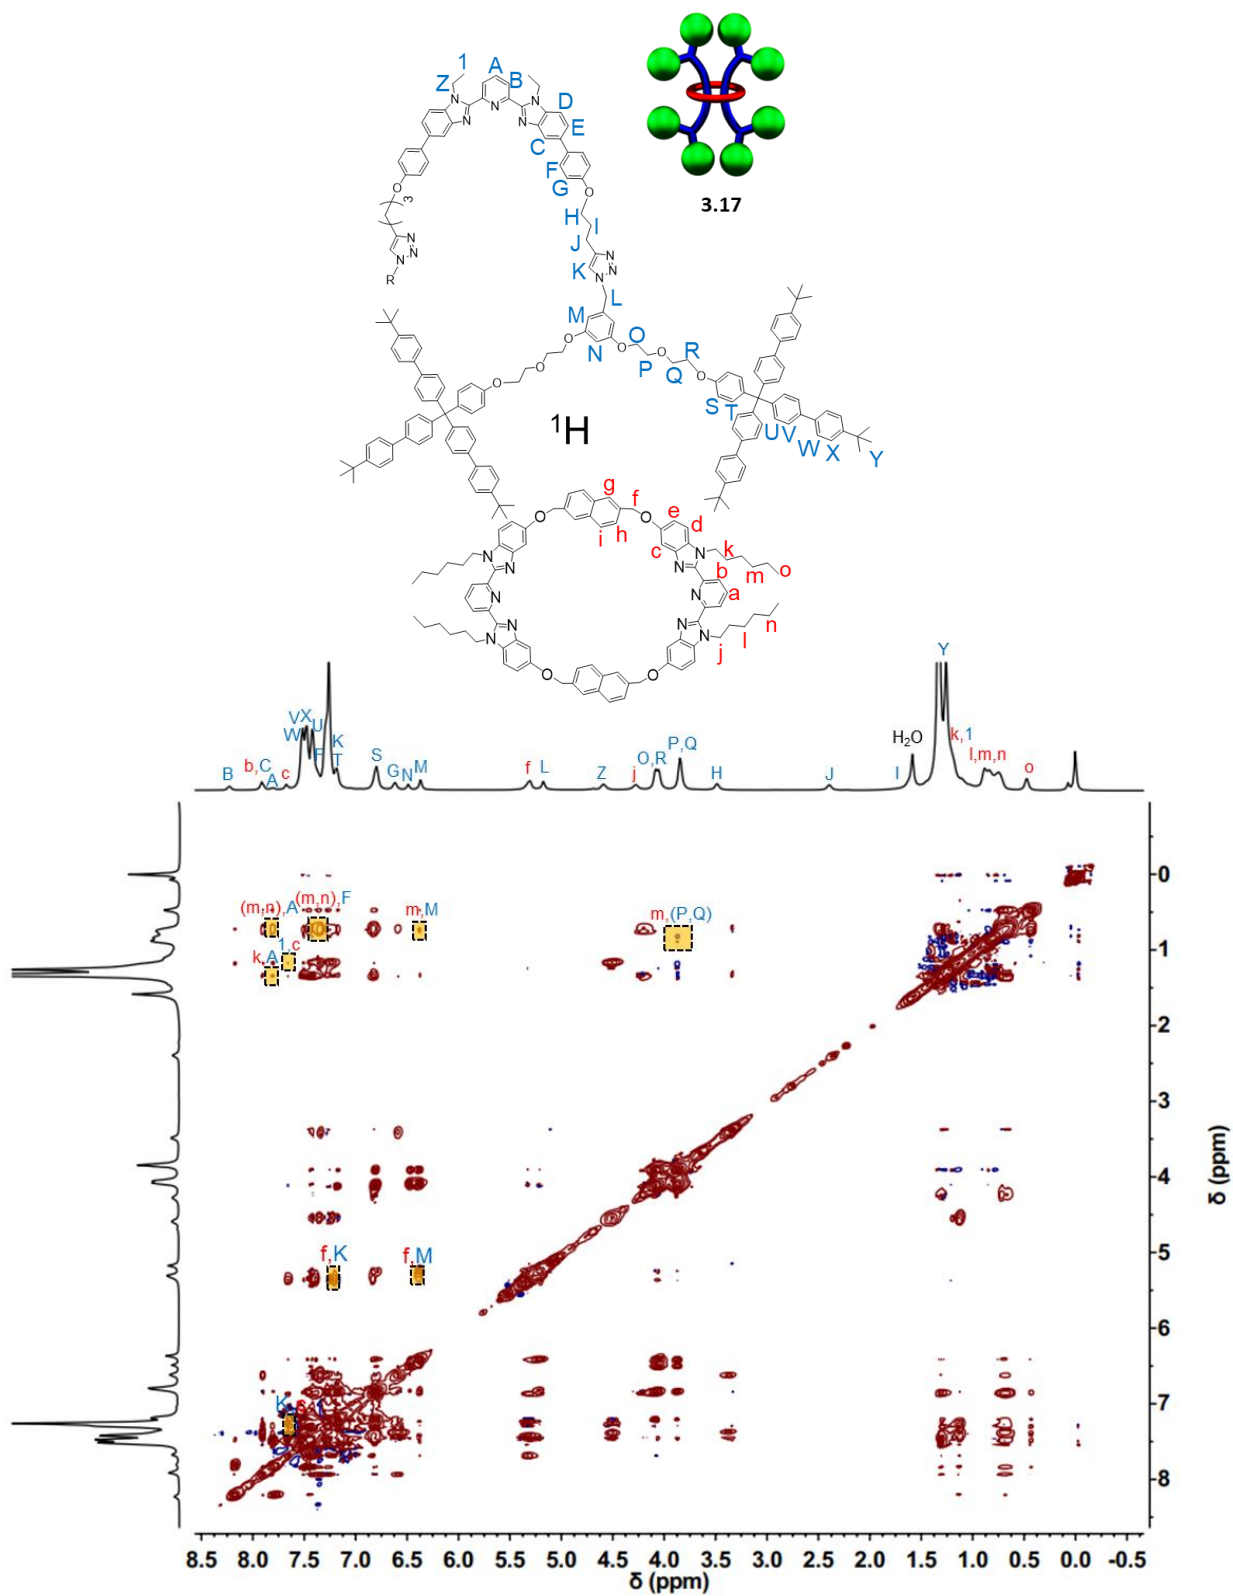 1
A
Z
B
N
N
N
N
N
D
E
C
F
G
O
O
3
H
I
J
N
N
N
R
K
N
N
N
L
M
N
O
O
O
P
O
Q
R
O
O
O
O
S
T
U
V
W
X
Y
3.17
¹H
g
f
O
O
e
d
i
h
c
N
N
N
N
k
m
o
b
N
N
a
N
N
N
N
n
l
j
O
O
Y
V X
W U
F
K
T
b,C
B
A
c
S
G
N
M
f
L
Z
j
O,R
P,Q
H
J
I
H₂O
k,1
l,m,n
o
(m,n),A
(m,n),F
m,M
m,(P,Q)
1,c
k,A
f,K
f,M
0
1
2
3
4
5
6
7
8
δ (ppm)
8.5 8.0 7.5 7.0 6.5 6.0 5.5 5.0 4.5 4.0 3.5 3.0 2.5 2.0 1.5 1.0 0.5 0.0 -0.5
δ (ppm)